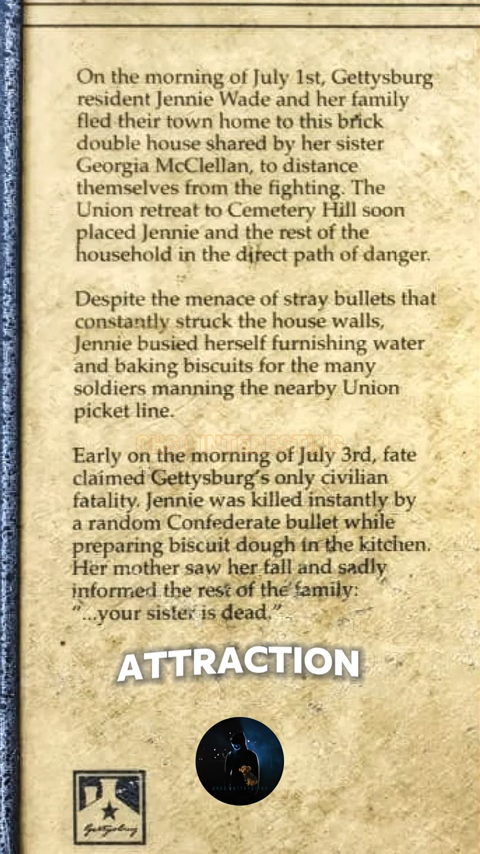 On the morning of July 1st, Gettysburg
resident Jennie Wade and her family
fled their town home to this brick
double house shared by her sister
Georgia McClellan, to distance
themselves from the fighting. The
Union retreat to Cemetery Hill soon
placed Jennie and the rest of the
household in the direct path of danger.
Despite the menace of stray bullets that
constantly struck the house walls,
Jennie busied herself furnishing water
and baking biscuits for the many
soldiers manning the nearby Union
picket line.
Early on the morning of July 3rd, fate
claimed Gettysburg's only civilian
fatality. Jennie was killed instantly by
a random Confederate bullet while
preparing biscuit dough in the kitchen.
Her mother saw her fall and sadly
informed the rest of the family:
"...your sister is dead."
ATTRACTION
Gettysburg